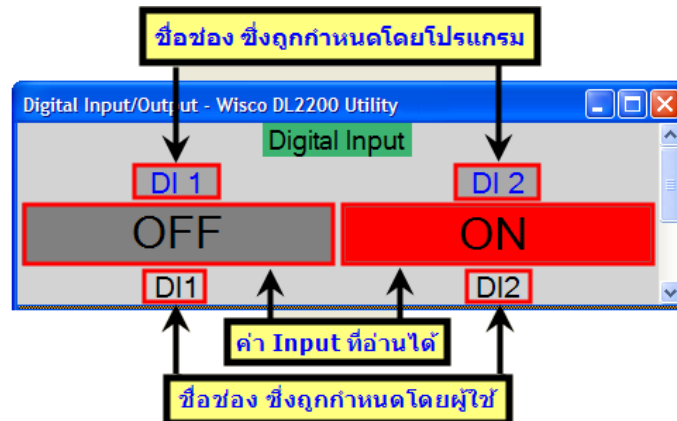 ชื่อช่อง ซึ่งถูกกำหนดโดยโปรแกรม
Digital Input/Output - Wisco DL2200 Utility
Digital Input
DI 1 DI 2
OFF ON
DI1 DI2
ค่า Input ที่อ่านได้
ชื่อช่อง ซึ่งถูกกำหนดโดยผู้ใช้